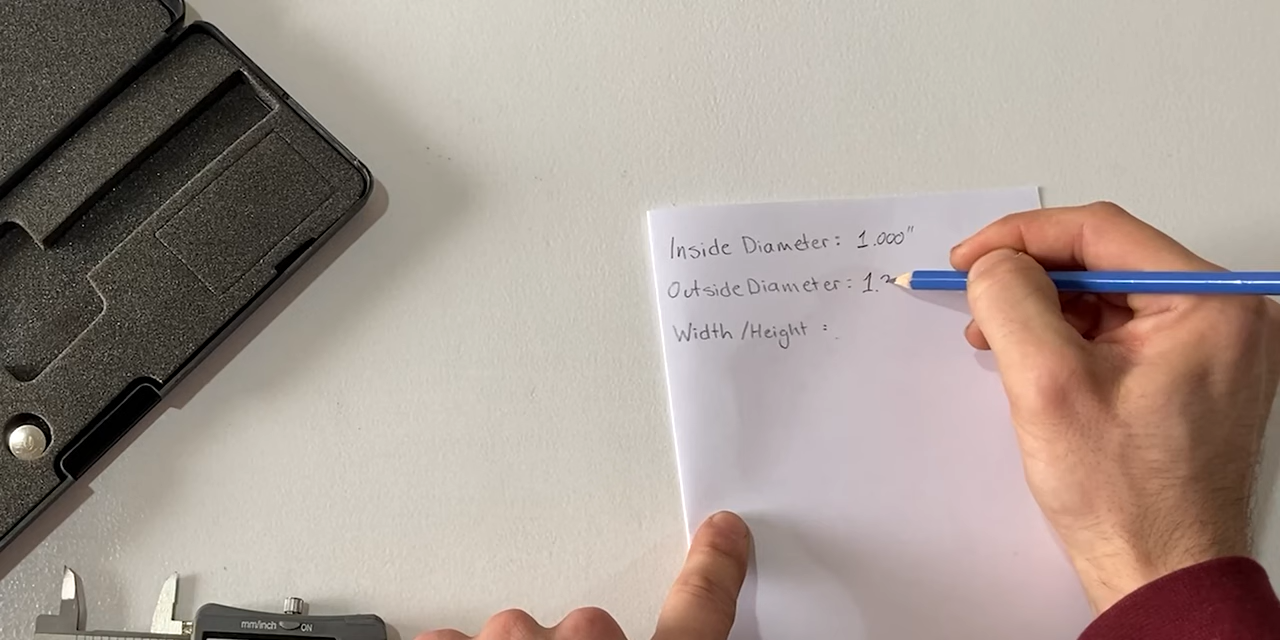 Inside Diameter: 1.000"
Outside Diameter: 1.
Width /Height :
mm/inch ON